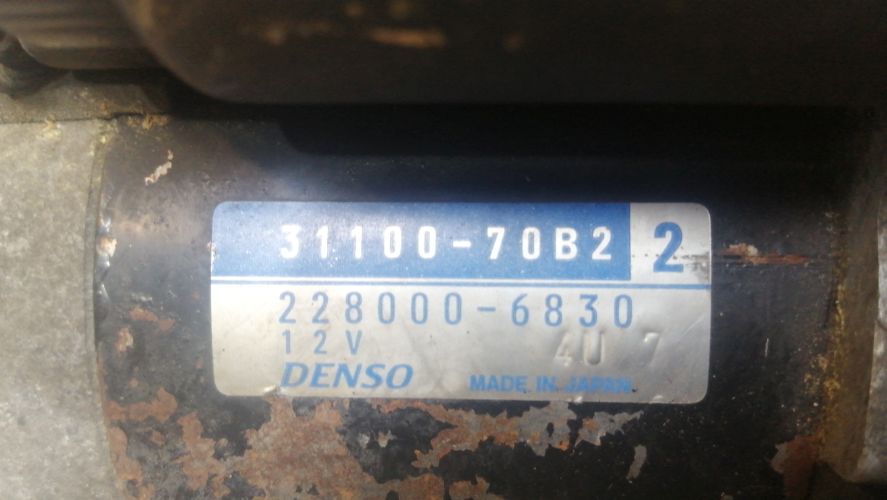 31100-70B2 2
228000-6830
12V 4U 7
DENSO MADE IN JAPAN